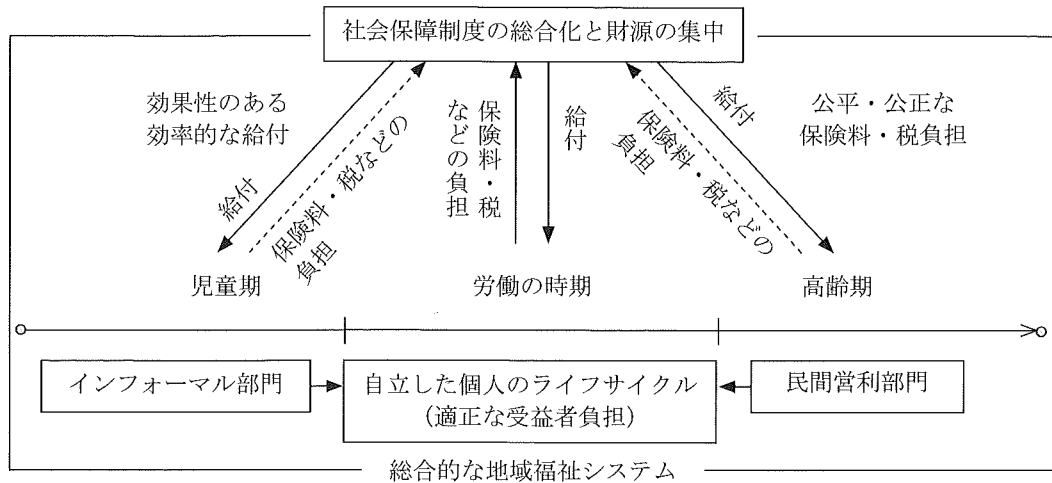 社会保障制度の総合化と財源の集中
効果性のある
効率的な給付
給付
保険料・税などの
負担
保険料・税
などの負担
給付
給付
保険料・税などの
負担
公平・公正な
保険料・税負担
児童期
労働の時期
高齢期
インフォーマル部門
自立した個人のライフサイクル
(適正な受益者負担)
民間営利部門
総合的な地域福祉システム